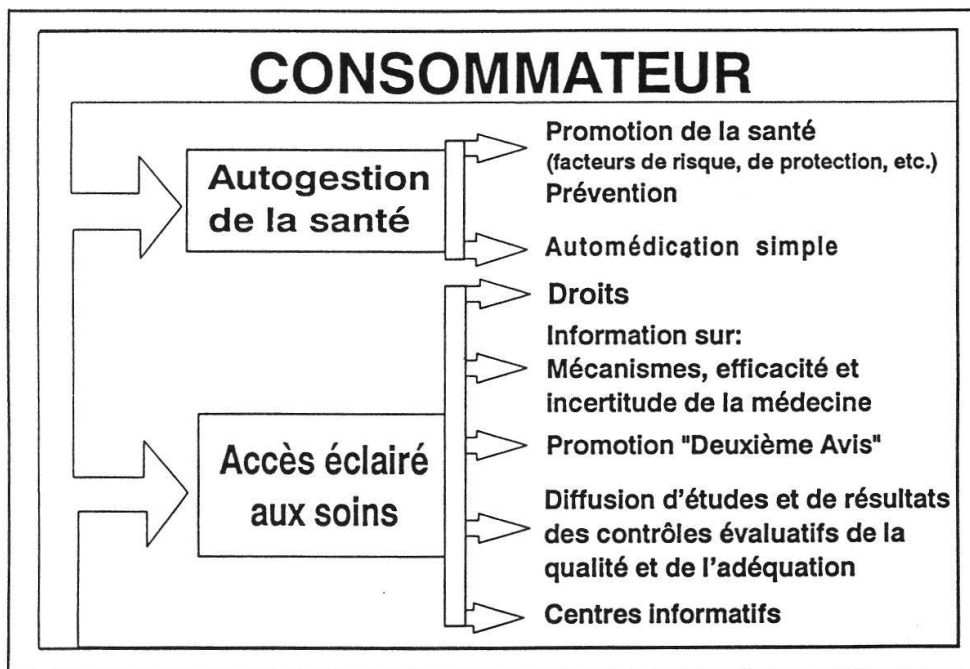 CONSOMMATEUR
Autogestion
de la santé
Promotion de la santé
(facteurs de risque, de protection, etc.)
Prévention
Automédication simple
Accès éclairé
aux soins
Droits
Information sur:
Mécanismes, efficacité et
incertitude de la médecine
Promotion "Deuxième Avis"
Diffusion d'études et de résultats
des contrôles évaluatifs de la
qualité et de l'adéquation
Centres informatifs